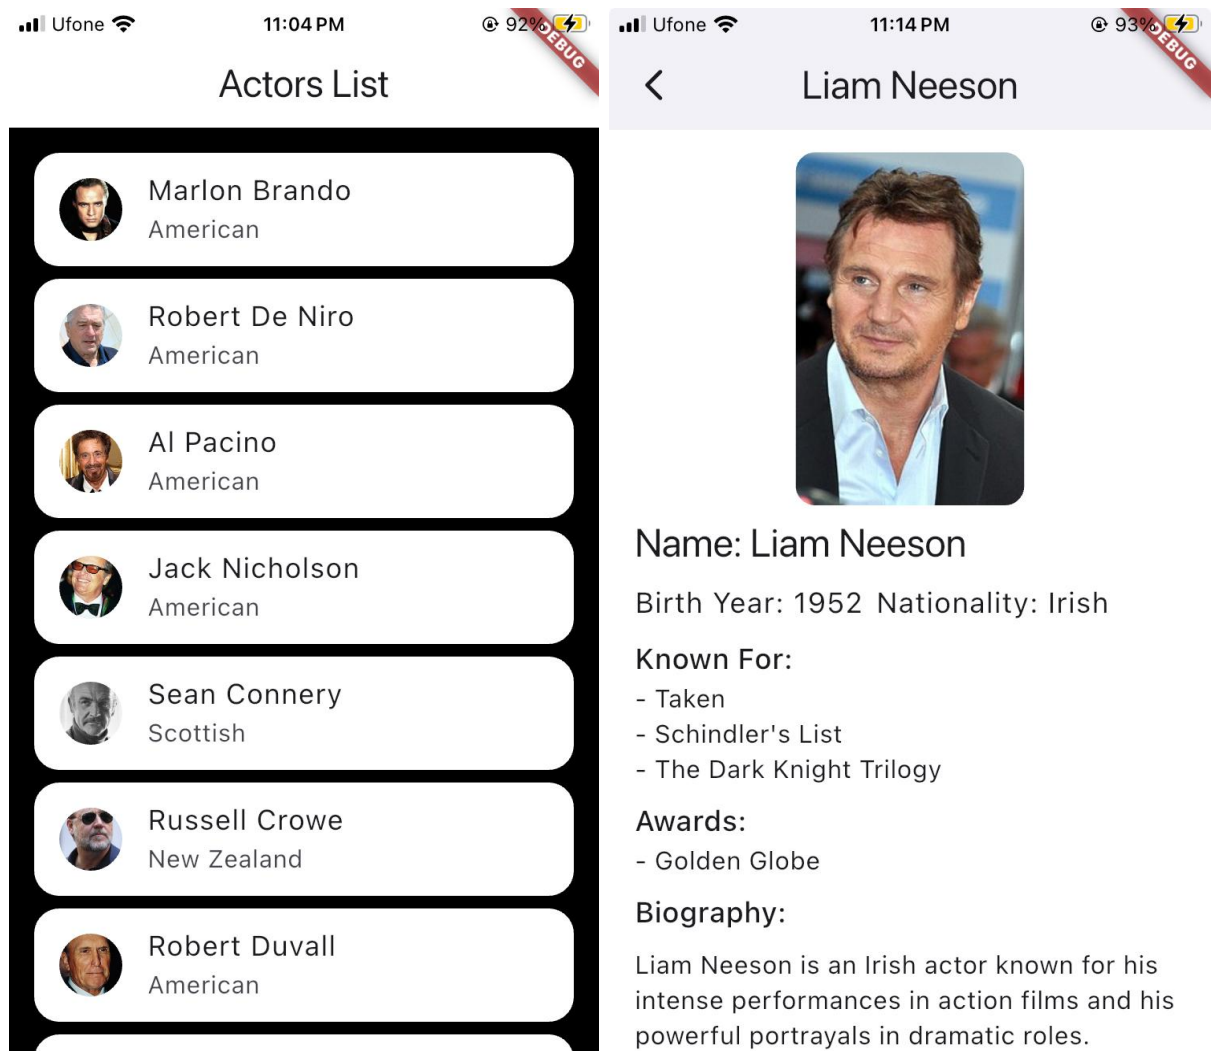 Ufone 11:04 PM 92%
DEBUG
Actors List
Marlon Brando
American
Robert De Niro
American
Al Pacino
American
Jack Nicholson
American
Sean Connery
Scottish
Russell Crowe
New Zealand
Robert Duvall
American
Ufone 11:14 PM 93%
DEBUG
Liam Neeson
Name: Liam Neeson
Birth Year: 1952 Nationality: Irish
Known For:
- Taken
- Schindler's List
- The Dark Knight Trilogy
Awards:
- Golden Globe
Biography:
Liam Neeson is an Irish actor known for his
intense performances in action films and his
powerful portrayals in dramatic roles.